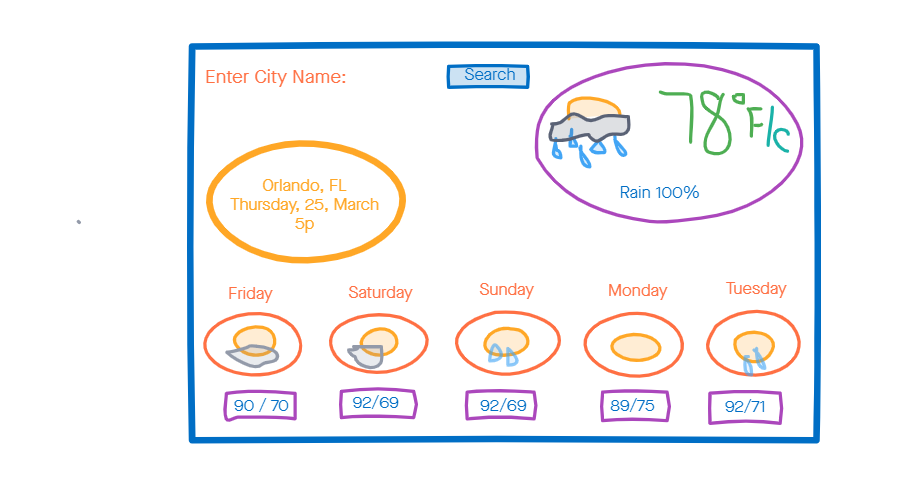 Enter City Name:
Search
78°F/c
Rain 100%
Orlando, FL
Thursday, 25, March
5p
Friday
Saturday
Sunday
Monday
Tuesday
90 / 70
92/69
92/69
89/75
92/71